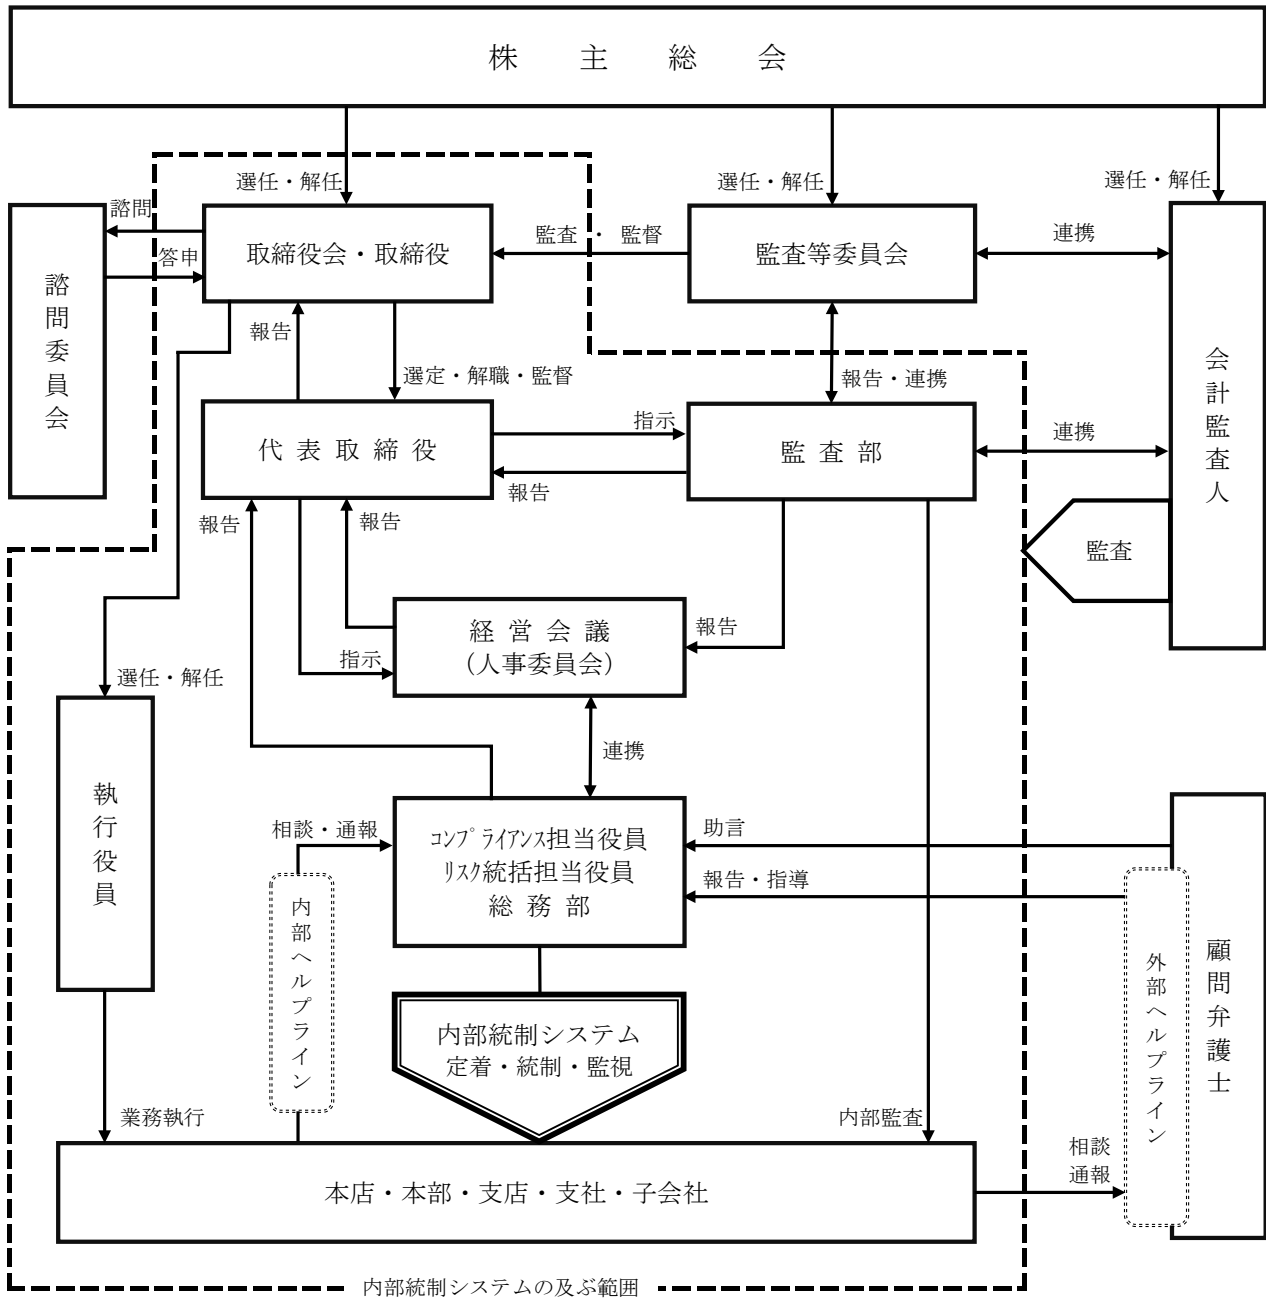 株主総会
選任・解任
選任・解任
選任・解任
諮問
答申
諮問委員会
取締役会・取締役
監査・監督
監査等委員会
連携
会計監査人
報告
選定・解職・監督
報告・連携
代表取締役
指示
報告
監査部
連携
監査
報告
報告
経営会議
(人事委員会)
報告
指示
選任・解任
連携
執行役員
相談・通報
コンプライアンス担当役員
リスク統括担当役員
総務部
助言
報告・指導
内部ヘルプライン
外部ヘルプライン
顧問弁護士
内部統制システム
定着・統制・監視
業務執行
内部監査
相談
通報
本店・本部・支店・支社・子会社
内部統制システムの及ぶ範囲